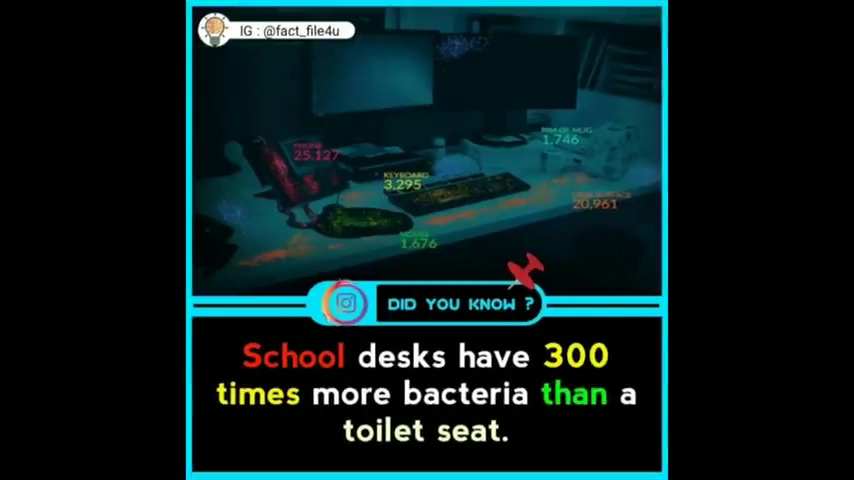 IG : @fact_file4u
RIM OF MUG
1,746
PHONE
25,127
KEYBOARD
3,295
DESK SURFACE
20,961
MOUSE
1,676
DID YOU KNOW ?
School desks have 300
times more bacteria than a
toilet seat.